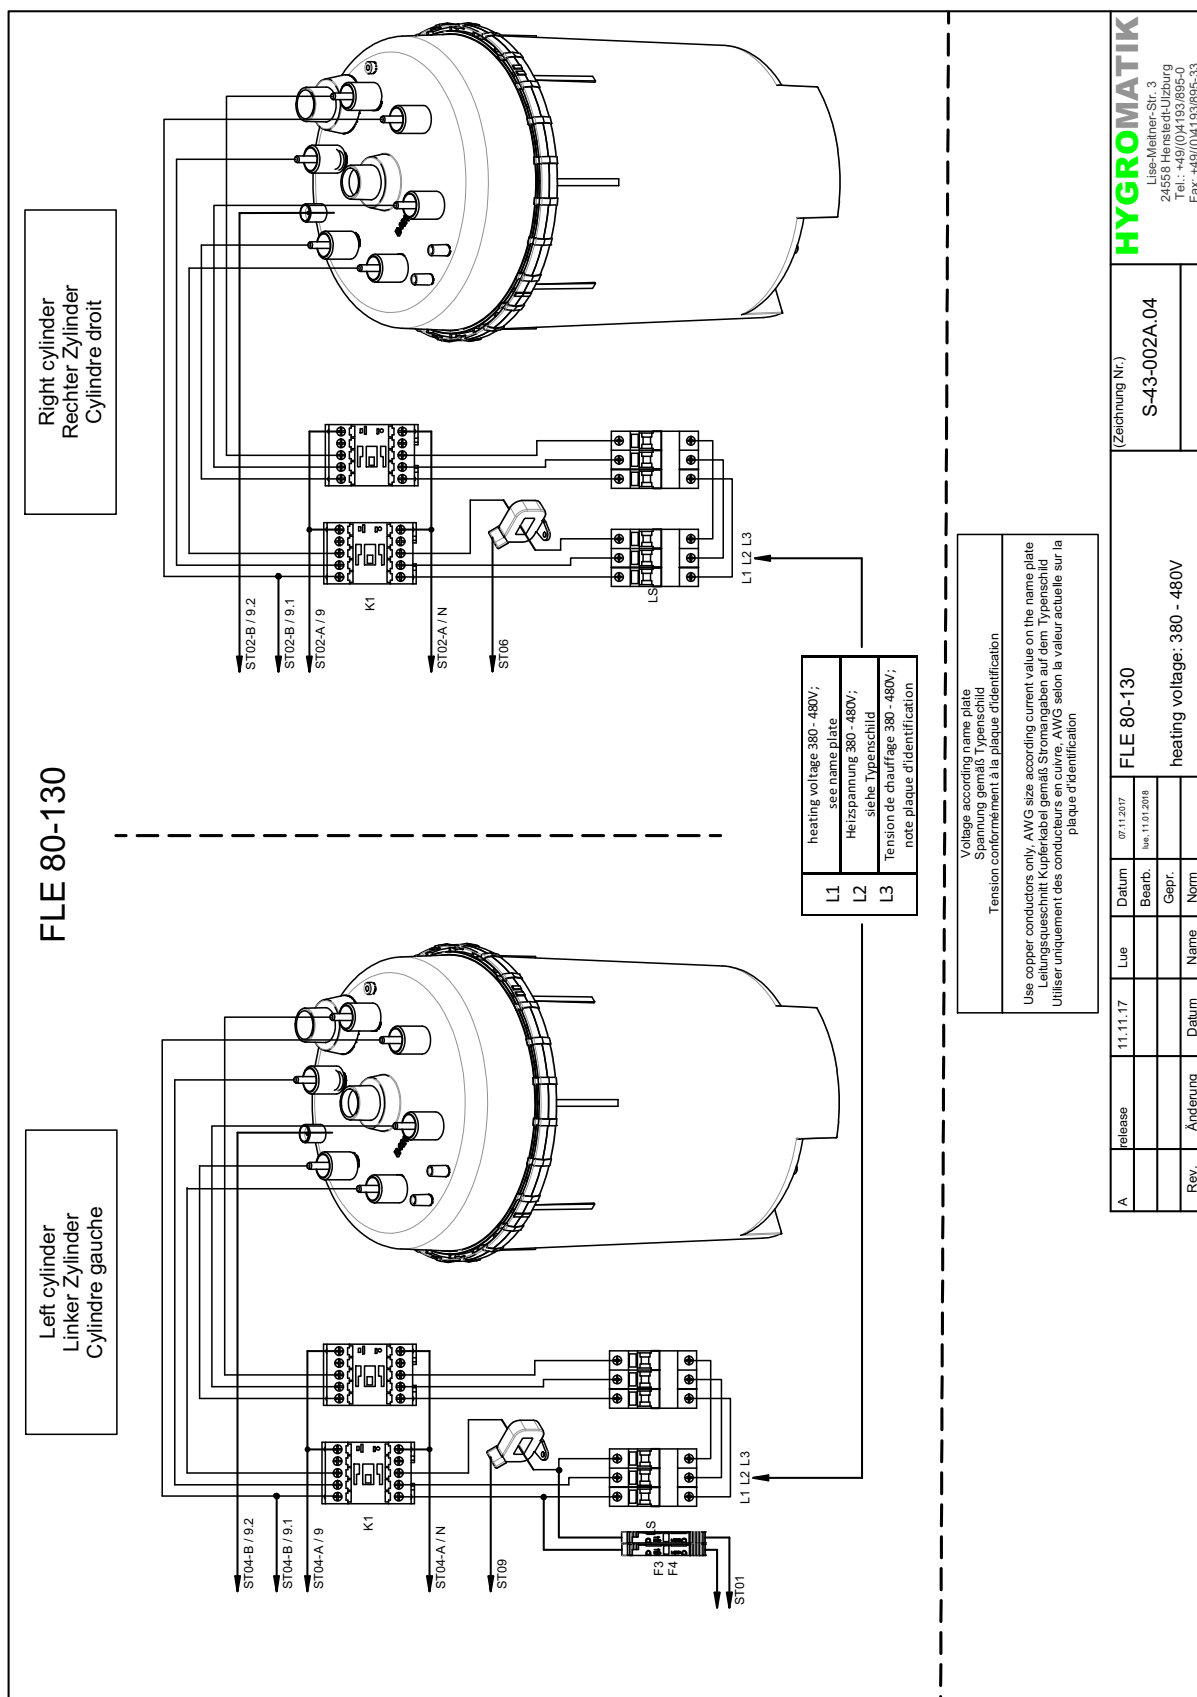 FLE 80-130
Left cylinder
Linker Zylinder
Cylindre gauche
Right cylinder
Rechter Zylinder
Cylindre droit
ST04-B / 9.2
ST04-B / 9.1
ST04-A / 9
K1
ST04-A / N
ST09
F3
F4
LS
ST01
L1 L2 L3
ST02-B / 9.2
ST02-B / 9.1
ST02-A / 9
K1
ST02-A / N
ST06
LS
L1 L2 L3
L1
L2
L3
heating voltage 380 - 480V;
see name plate
Heizspannung 380 - 480V;
siehe Typenschild
Tension de chauffage 380 - 480V;
note plaque d'identification
Voltage according name plate
Spannung gemäß Typenschild
Tension conformément à la plaque d'identification
Use copper conductors only, AWG size according current value on the name plate
Leitungsqueschnitt Kupferkabel gemäß Stromangaben auf dem Typenschild
Utiliser uniquement des conducteurs en cuivre, AWG selon la valeur actuelle sur la
plaque d'identification
A release 11.11.17 Lue
Rev. Änderung Datum Name
Datum 07.11.2017
Bearb. lue, 11.01.2018
Gepr.
Norm
FLE 80-130
heating voltage: 380 - 480V
(Zeichnung Nr.)
S-43-002A.04
HYGROMATIK
Lise-Meitner-Str. 3
24558 Henstedt-Ulzburg
Tel.: +49/(0)4193/895-0
Fax: +49/(0)4193/895-33